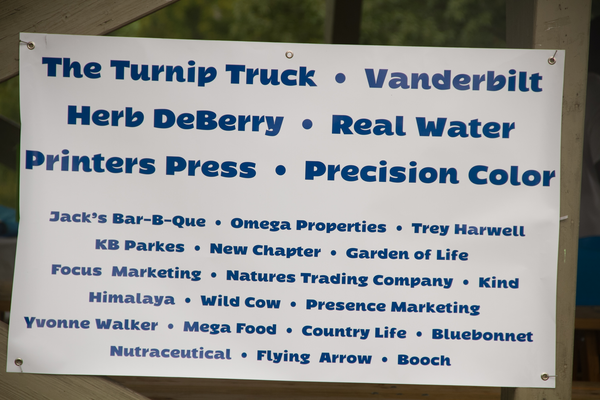 The Turnip Truck • Vanderbilt
Herb DeBerry • Real Water
Printers Press • Precision Color
Jack's Bar-B-Que • Omega Properties • Trey Harwell
KB Parkes • New Chapter • Garden of Life
Focus Marketing • Natures Trading Company • Kind
Himalaya • Wild Cow • Presence Marketing
Yvonne Walker • Mega Food • Country Life • Bluebonnet
Nutraceutical • Flying Arrow • Booch